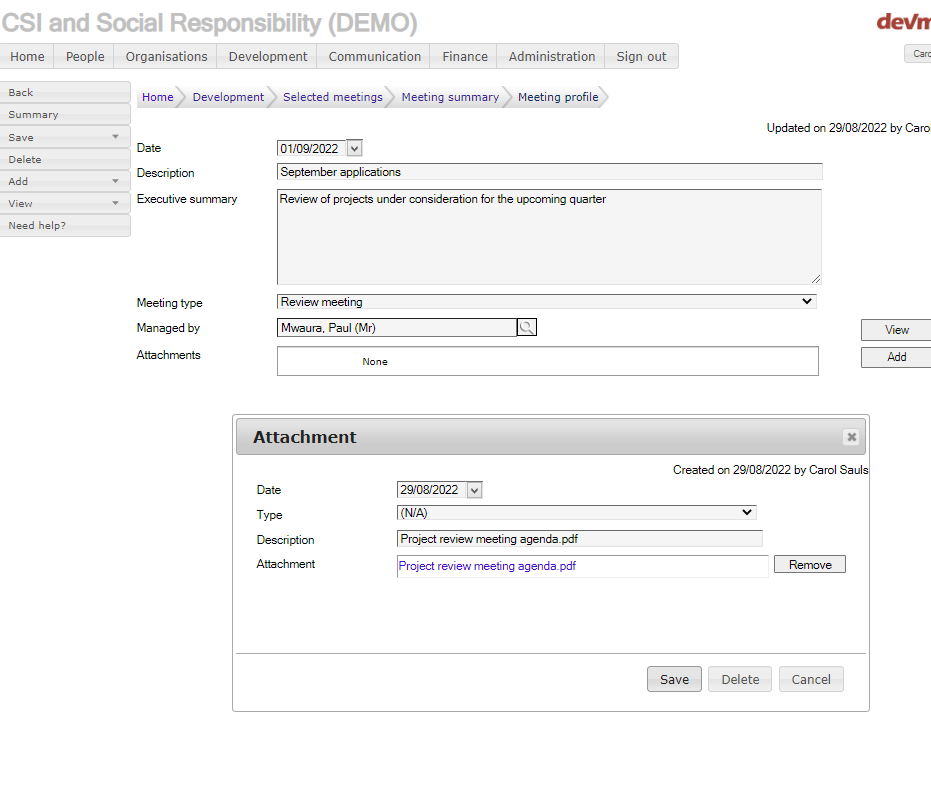 CSI and Social Responsibility (DEMO)
devm
Home People Organisations Development Communication Finance Administration Sign out
Caro
Back
Summary
Save
Delete
Add
View
Need help?
Home Development Selected meetings Meeting summary Meeting profile
Updated on 29/08/2022 by Carol
Date 01/09/2022
Description September applications
Executive summary Review of projects under consideration for the upcoming quarter
Meeting type Review meeting
Managed by Mwaura, Paul (Mr) View
Attachments None Add
Attachment
Created on 29/08/2022 by Carol Sauls
Date 29/08/2022
Type (N/A)
Description Project review meeting agenda.pdf
Attachment Project review meeting agenda.pdf Remove
Save Delete Cancel